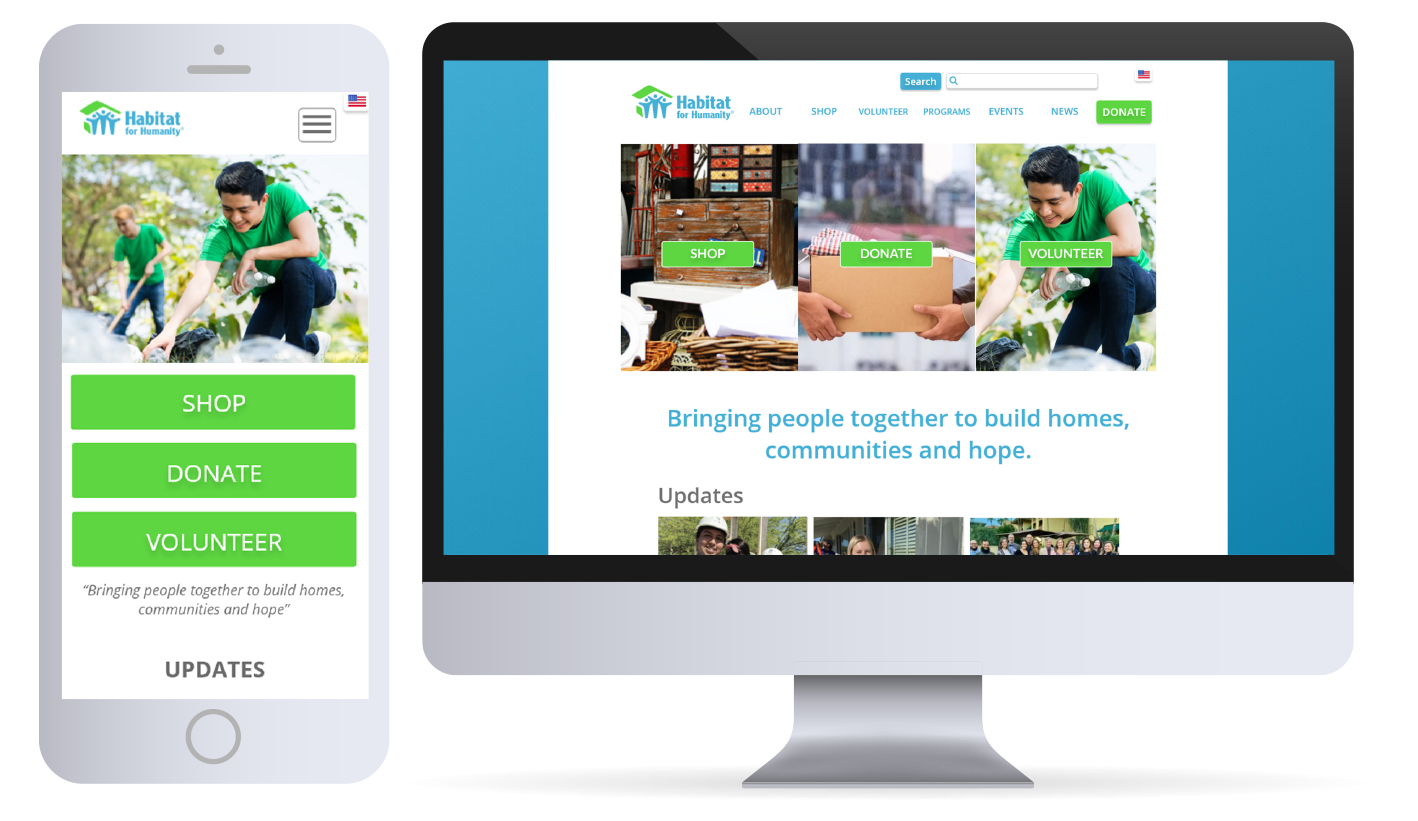 Habitat
for Humanity®
SHOP
DONATE
VOLUNTEER
“Bringing people together to build homes,
communities and hope”
UPDATES
Search
Habitat
for Humanity®
ABOUT SHOP VOLUNTEER PROGRAMS EVENTS NEWS DONATE
SHOP DONATE VOLUNTEER
Bringing people together to build homes,
communities and hope.
Updates